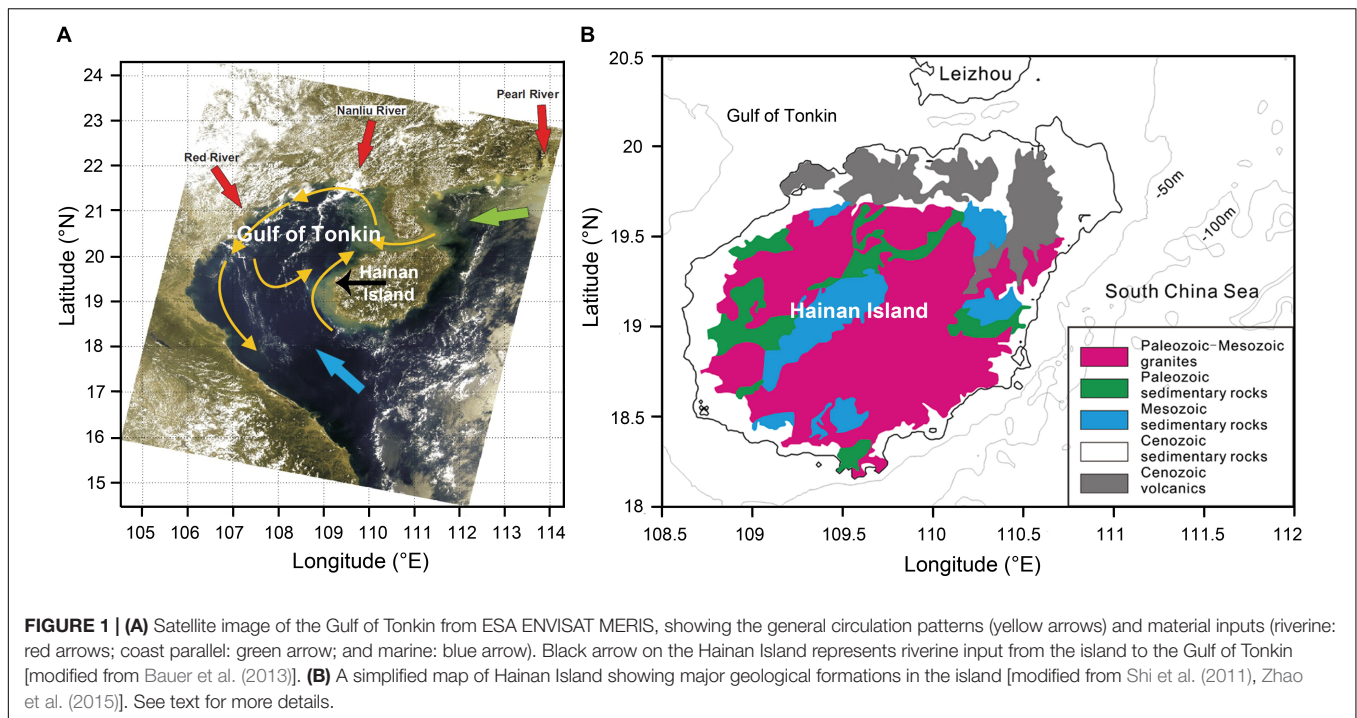 A
24
23
22
21
20
19
18
17
16
15
Latitude (°N)
105 106 107 108 109 110 111 112 113 114
Longitude (°E)
Pearl River
Nanliu River
Red River
Gulf of Tonkin
Hainan
Island
B
20.5
20
19.5
19
18.5
18
Latitude (°N)
108.5 109 109.5 110 110.5 111 111.5 112
Longitude (°E)
Leizhou
Gulf of Tonkin
-50m
-100m
South China Sea
Hainan Island
Paleozoic-Mesozoic
granites
Paleozoic
sedimentary rocks
Mesozoic
sedimentary rocks
Cenozoic
sedimentary rocks
Cenozoic
volcanics
FIGURE 1 | (A) Satellite image of the Gulf of Tonkin from ESA ENVISAT MERIS, showing the general circulation patterns (yellow arrows) and material inputs (riverine:
red arrows; coast parallel: green arrow; and marine: blue arrow). Black arrow on the Hainan Island represents riverine input from the island to the Gulf of Tonkin
[modified from Bauer et al. (2013)]. (B) A simplified map of Hainan Island showing major geological formations in the island [modified from Shi et al. (2011), Zhao
et al. (2015)]. See text for more details.